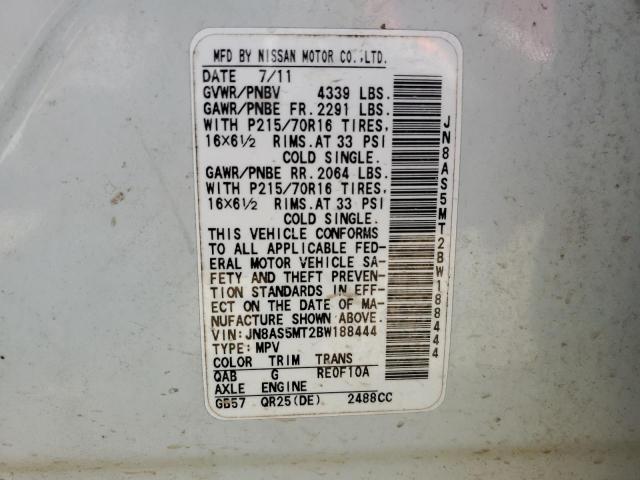 MFD BY NISSAN MOTOR CO.,LTD.
DATE 7/11
GVWR/PNBV 4339 LBS.
GAWR/PNBE FR. 2291 LBS.
WITH P215/70R16 TIRES,
16X6½ RIMS. AT 33 PSI
COLD SINGLE.
GAWR/PNBE RR. 2064 LBS.
WITH P215/70R16 TIRES,
16X6½ RIMS. AT 33 PSI
COLD SINGLE.
THIS VEHICLE CONFORMS
TO ALL APPLICABLE FED-
ERAL MOTOR VEHICLE SA-
FETY AND THEFT PREVEN-
TION STANDARDS IN EFF-
ECT ON THE DATE OF MA-
NUFACTURE SHOWN ABOVE.
VIN: JN8AS5MT2BW188444
TYPE: MPV
COLOR TRIM TRANS
QAB G RE0F10A
AXLE ENGINE
GB57 QR25(DE) 2488CC
JN8AS5MT2BW188444